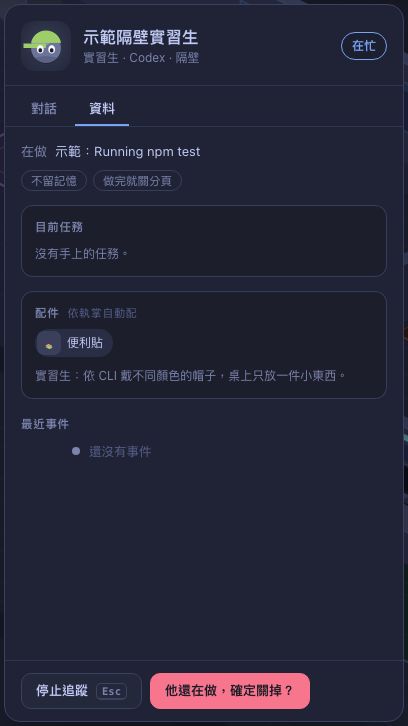 示範隔壁實習生
實習生 · Codex · 隔壁
在忙
對話 資料
在做 示範：Running npm test
不留記憶 做完就關分頁
目前任務
沒有手上的任務。
配件 依執掌自動配
便利貼
實習生：依 CLI 戴不同顏色的帽子，桌上只放一件小東西。
最近事件
還沒有事件
停止追蹤 Esc 他還在做，確定關掉？